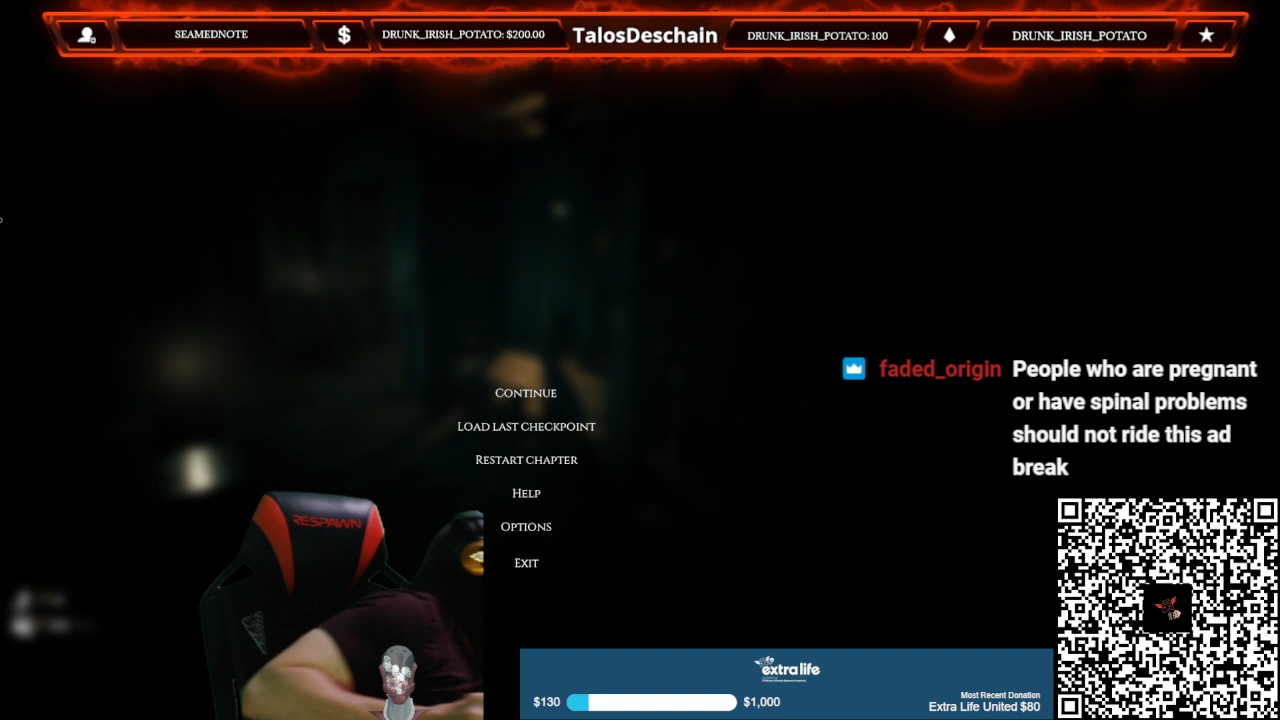 SEAMEDNOTE
$
DRUNK_IRISH_POTATO: $200.00
TalosDeschain
DRUNK_IRISH_POTATO: 100
DRUNK_IRISH_POTATO
faded_origin People who are pregnant
or have spinal problems
should not ride this ad
break
CONTINUE
LOAD LAST CHECKPOINT
RESTART CHAPTER
HELP
OPTIONS
EXIT
RESPAWN
extralife
$130
$1,000
Most Recent Donation
Extra Life United $80